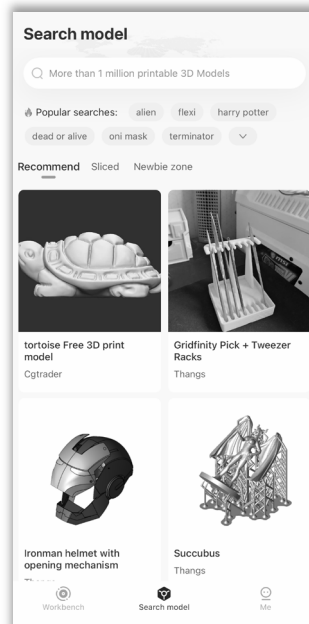 Search model
More than 1 million printable 3D Models
Popular searches: alien flexi harry potter
dead or alive oni mask terminator
Recommend Sliced Newbie zone
tortoise Free 3D print
model
Cgtrader
Gridfinity Pick + Tweezer
Racks
Thangs
Ironman helmet with
opening mechanism
Thangs
Succubus
Thangs
Workbench Search model Me